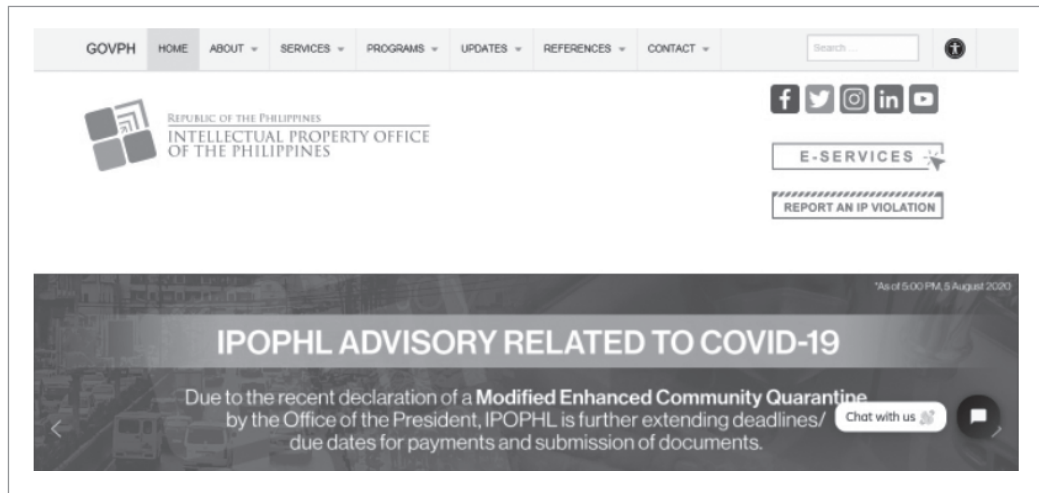 GOVPH HOME ABOUT SERVICES PROGRAMS UPDATES REFERENCES CONTACT Search ...
REPUBLIC OF THE PHILIPPINES
INTELLECTUAL PROPERTY OFFICE
OF THE PHILIPPINES
E-SERVICES
REPORT AN IP VIOLATION
*As of 5:00 PM, 5 August 2020
IPOPHL ADVISORY RELATED TO COVID-19
Due to the recent declaration of a Modified Enhanced Community Quarantine
by the Office of the President, IPOPHL is further extending deadlines/
due dates for payments and submission of documents.
Chat with us